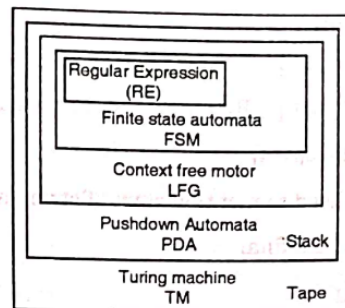 Regular Expression
(RE)
Finite state automata
FSM
Context free motor
LFG
Pushdown Automata
PDA
Stack
Turing machine
TM
Tape